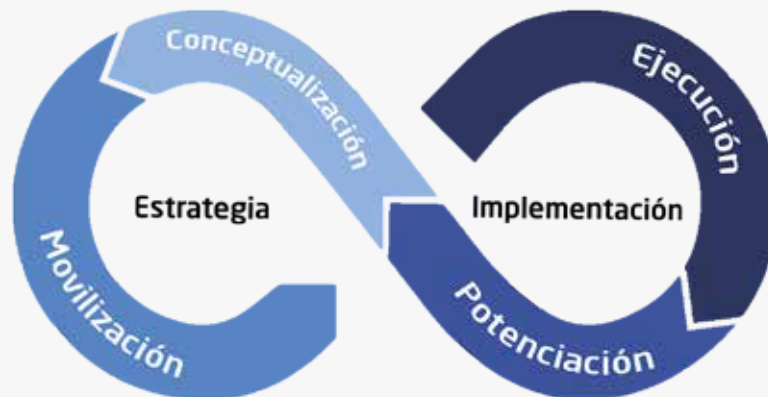 Conceptualización
Ejecución
Estrategia
Implementación
Movilización
Potenciación